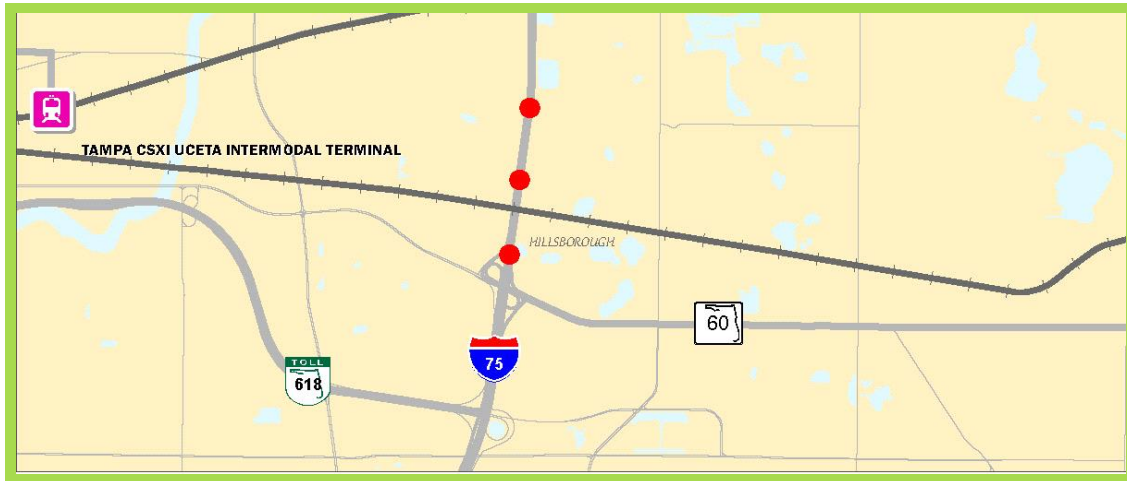 TAMPA CSXI UCETA INTERMODAL TERMINAL
HILLSBOROUGH
60
75
TOLL
618